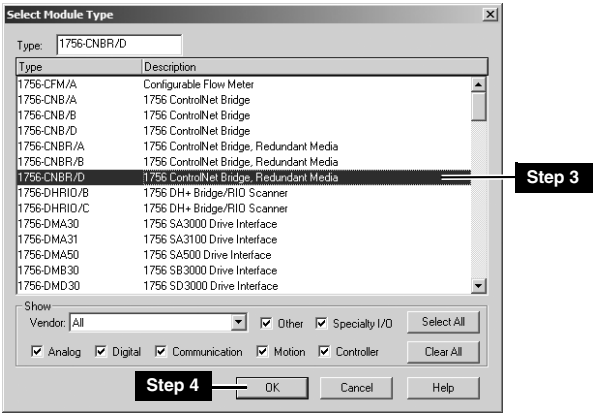 Select Module Type
Type: 1756-CNBR/D
Type Description
1756-CFM/A Configurable Flow Meter
1756-CNB/A 1756 ControlNet Bridge
1756-CNB/B 1756 ControlNet Bridge
1756-CNB/D 1756 ControlNet Bridge
1756-CNBR/A 1756 ControlNet Bridge, Redundant Media
1756-CNBR/B 1756 ControlNet Bridge, Redundant Media
1756-CNBR/D 1756 ControlNet Bridge, Redundant Media Step 3
1756-DHRIO/B 1756 DH+ Bridge/RIO Scanner
1756-DHRIO/C 1756 DH+ Bridge/RIO Scanner
1756-DMA30 1756 SA3000 Drive Interface
1756-DMA31 1756 SA3100 Drive Interface
1756-DMA50 1756 SA500 Drive Interface
1756-DMB30 1756 SB3000 Drive Interface
1756-DMD30 1756 SD3000 Drive Interface
Show
Vendor: All Other Specialty I/O Select All
Analog Digital Communication Motion Controller Clear All
Step 4 OK Cancel Help